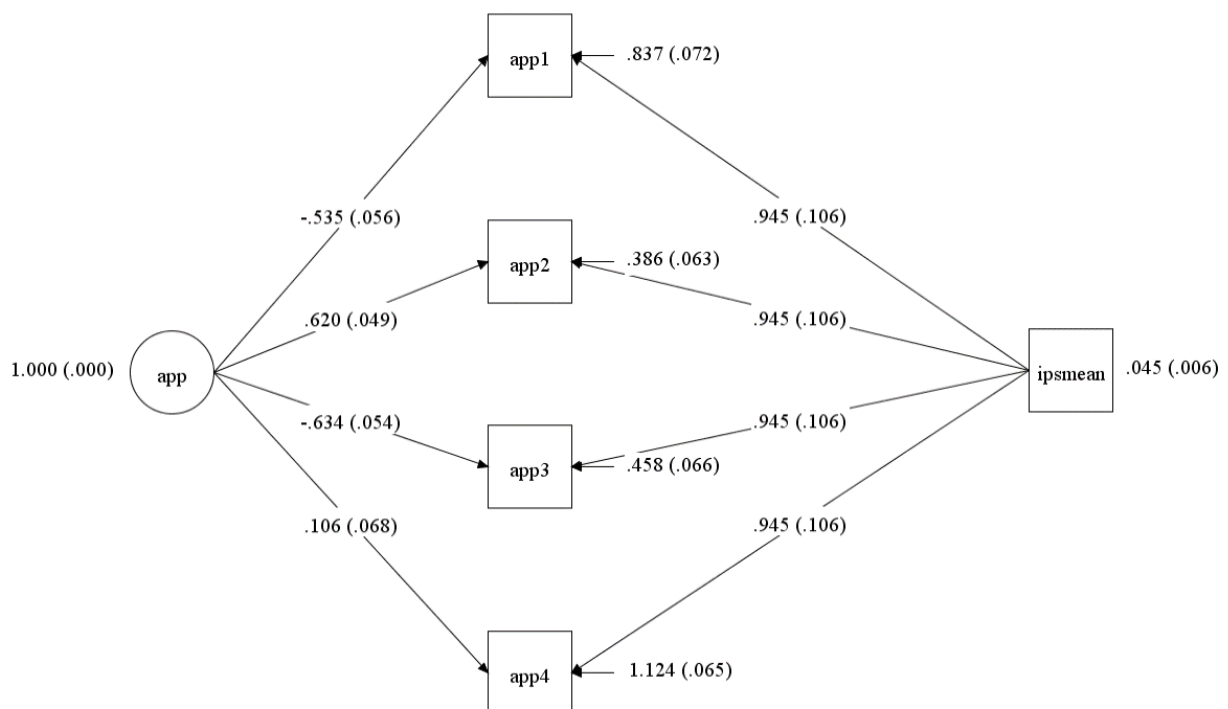 app1
.837 (.072)
-.535 (.056)
.945 (.106)
app2
.386 (.063)
.620 (.049)
.945 (.106)
1.000 (.000)
app
ipsmean
.045 (.006)
-.634 (.054)
.945 (.106)
app3
.458 (.066)
.106 (.068)
.945 (.106)
app4
1.124 (.065)